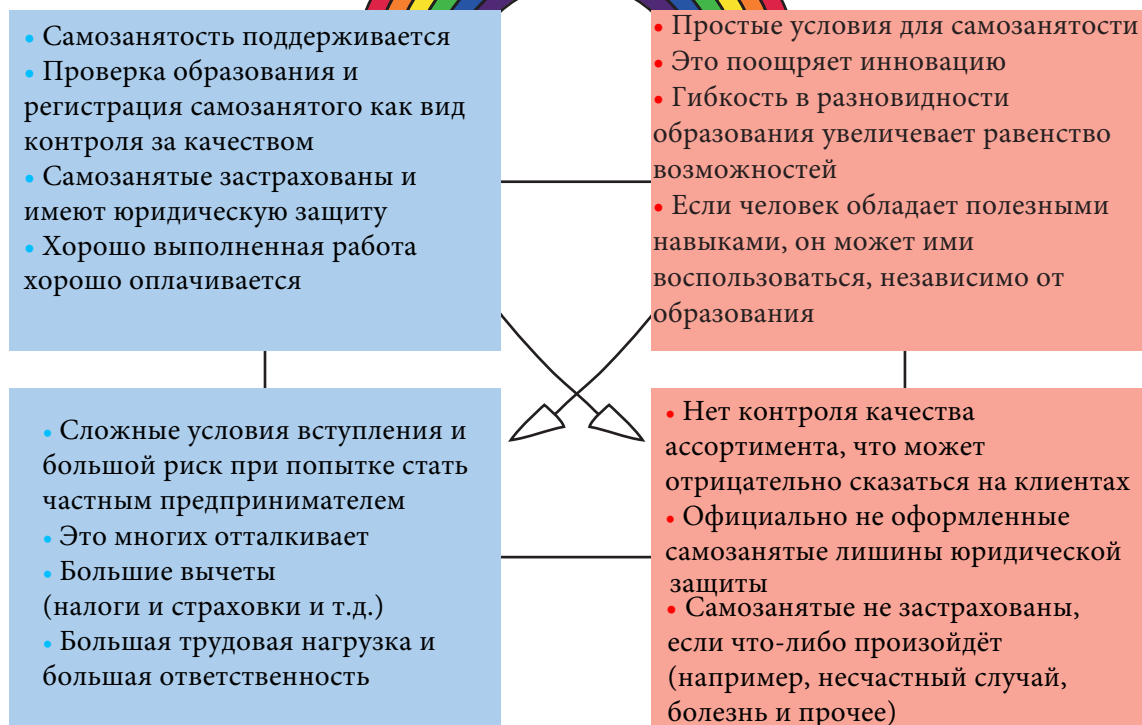 • Самозанятость поддерживается
• Проверка образования и
регистрация самозанятого как вид
контроля за качеством
• Самозанятые застрахованы и
имеют юридическую защиту
• Хорошо выполненная работа
хорошо оплачивается
• Простые условия для самозанятости
• Это поощряет инновацию
• Гибкость в разновидности
образования увеличевает равенство
возможностей
• Если человек обладает полезными
навыками, он может ими
воспользоваться, независимо от
образования
• Сложные условия вступления и
большой риск при попытке стать
частным предпринимателем
• Это многих отталкивает
• Большие вычеты
(налоги и страховки и т.д.)
• Большая трудовая нагрузка и
большая ответственность
• Нет контроля качества
ассортимента, что может
отрицательно сказаться на клиентах
• Официально не оформленные
самозанятые лишины юридической
защиты
• Самозанятые не застрахованы,
если что-либо произойдёт
(например, несчастный случай,
болезнь и прочее)